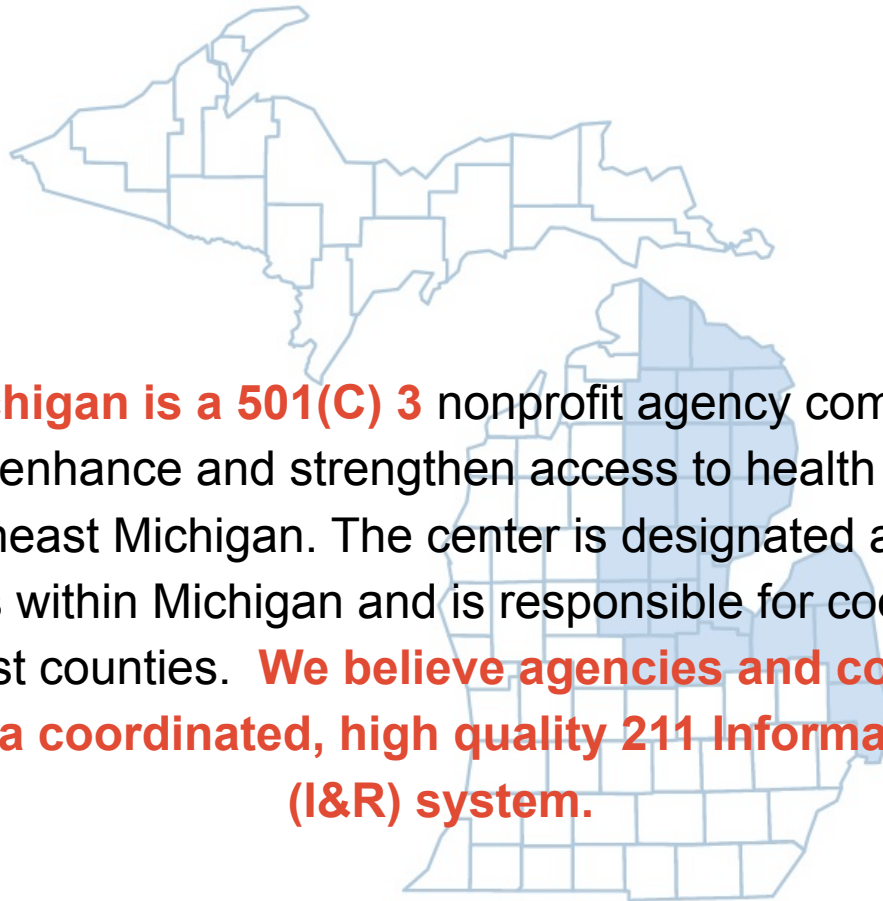 chigan is a 501(C) 3 nonprofit agency com
enhance and strengthen access to health
heast Michigan. The center is designated a
s within Michigan and is responsible for coo
st counties. We believe agencies and co
a coordinated, high quality 211 Informa
(I&R) system.